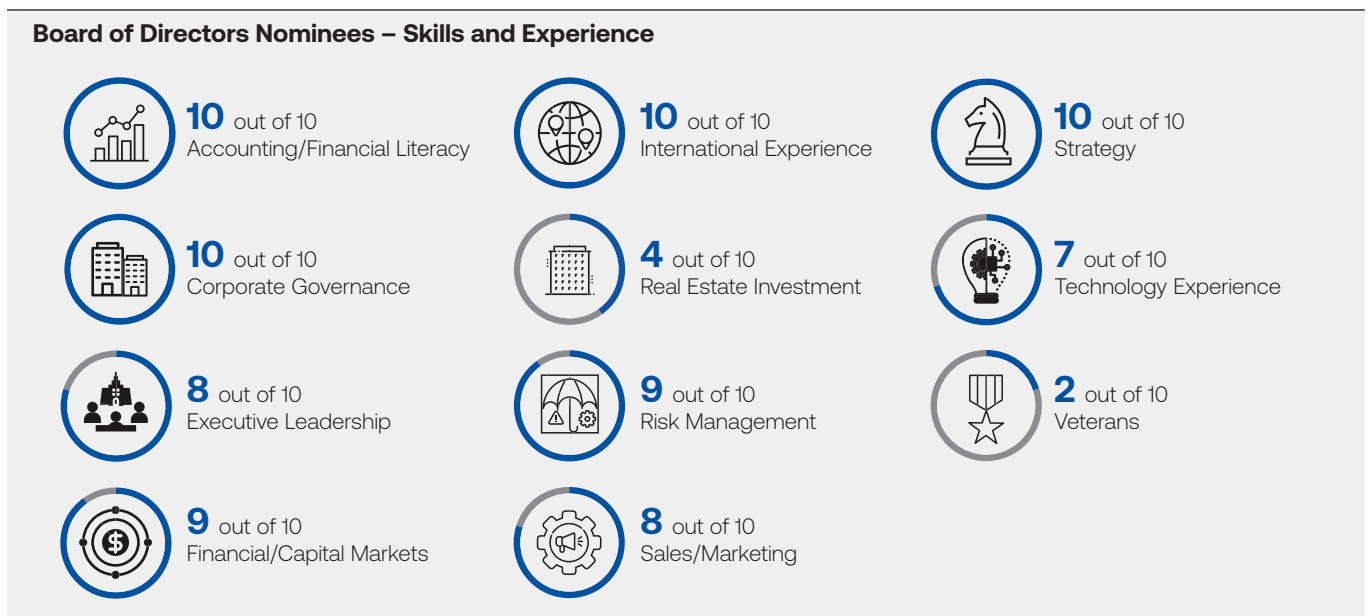 Board of Directors Nominees – Skills and Experience
10 out of 10
Accounting/Financial Literacy
10 out of 10
International Experience
10 out of 10
Strategy
10 out of 10
Corporate Governance
4 out of 10
Real Estate Investment
7 out of 10
Technology Experience
8 out of 10
Executive Leadership
9 out of 10
Risk Management
2 out of 10
Veterans
9 out of 10
Financial/Capital Markets
8 out of 10
Sales/Marketing